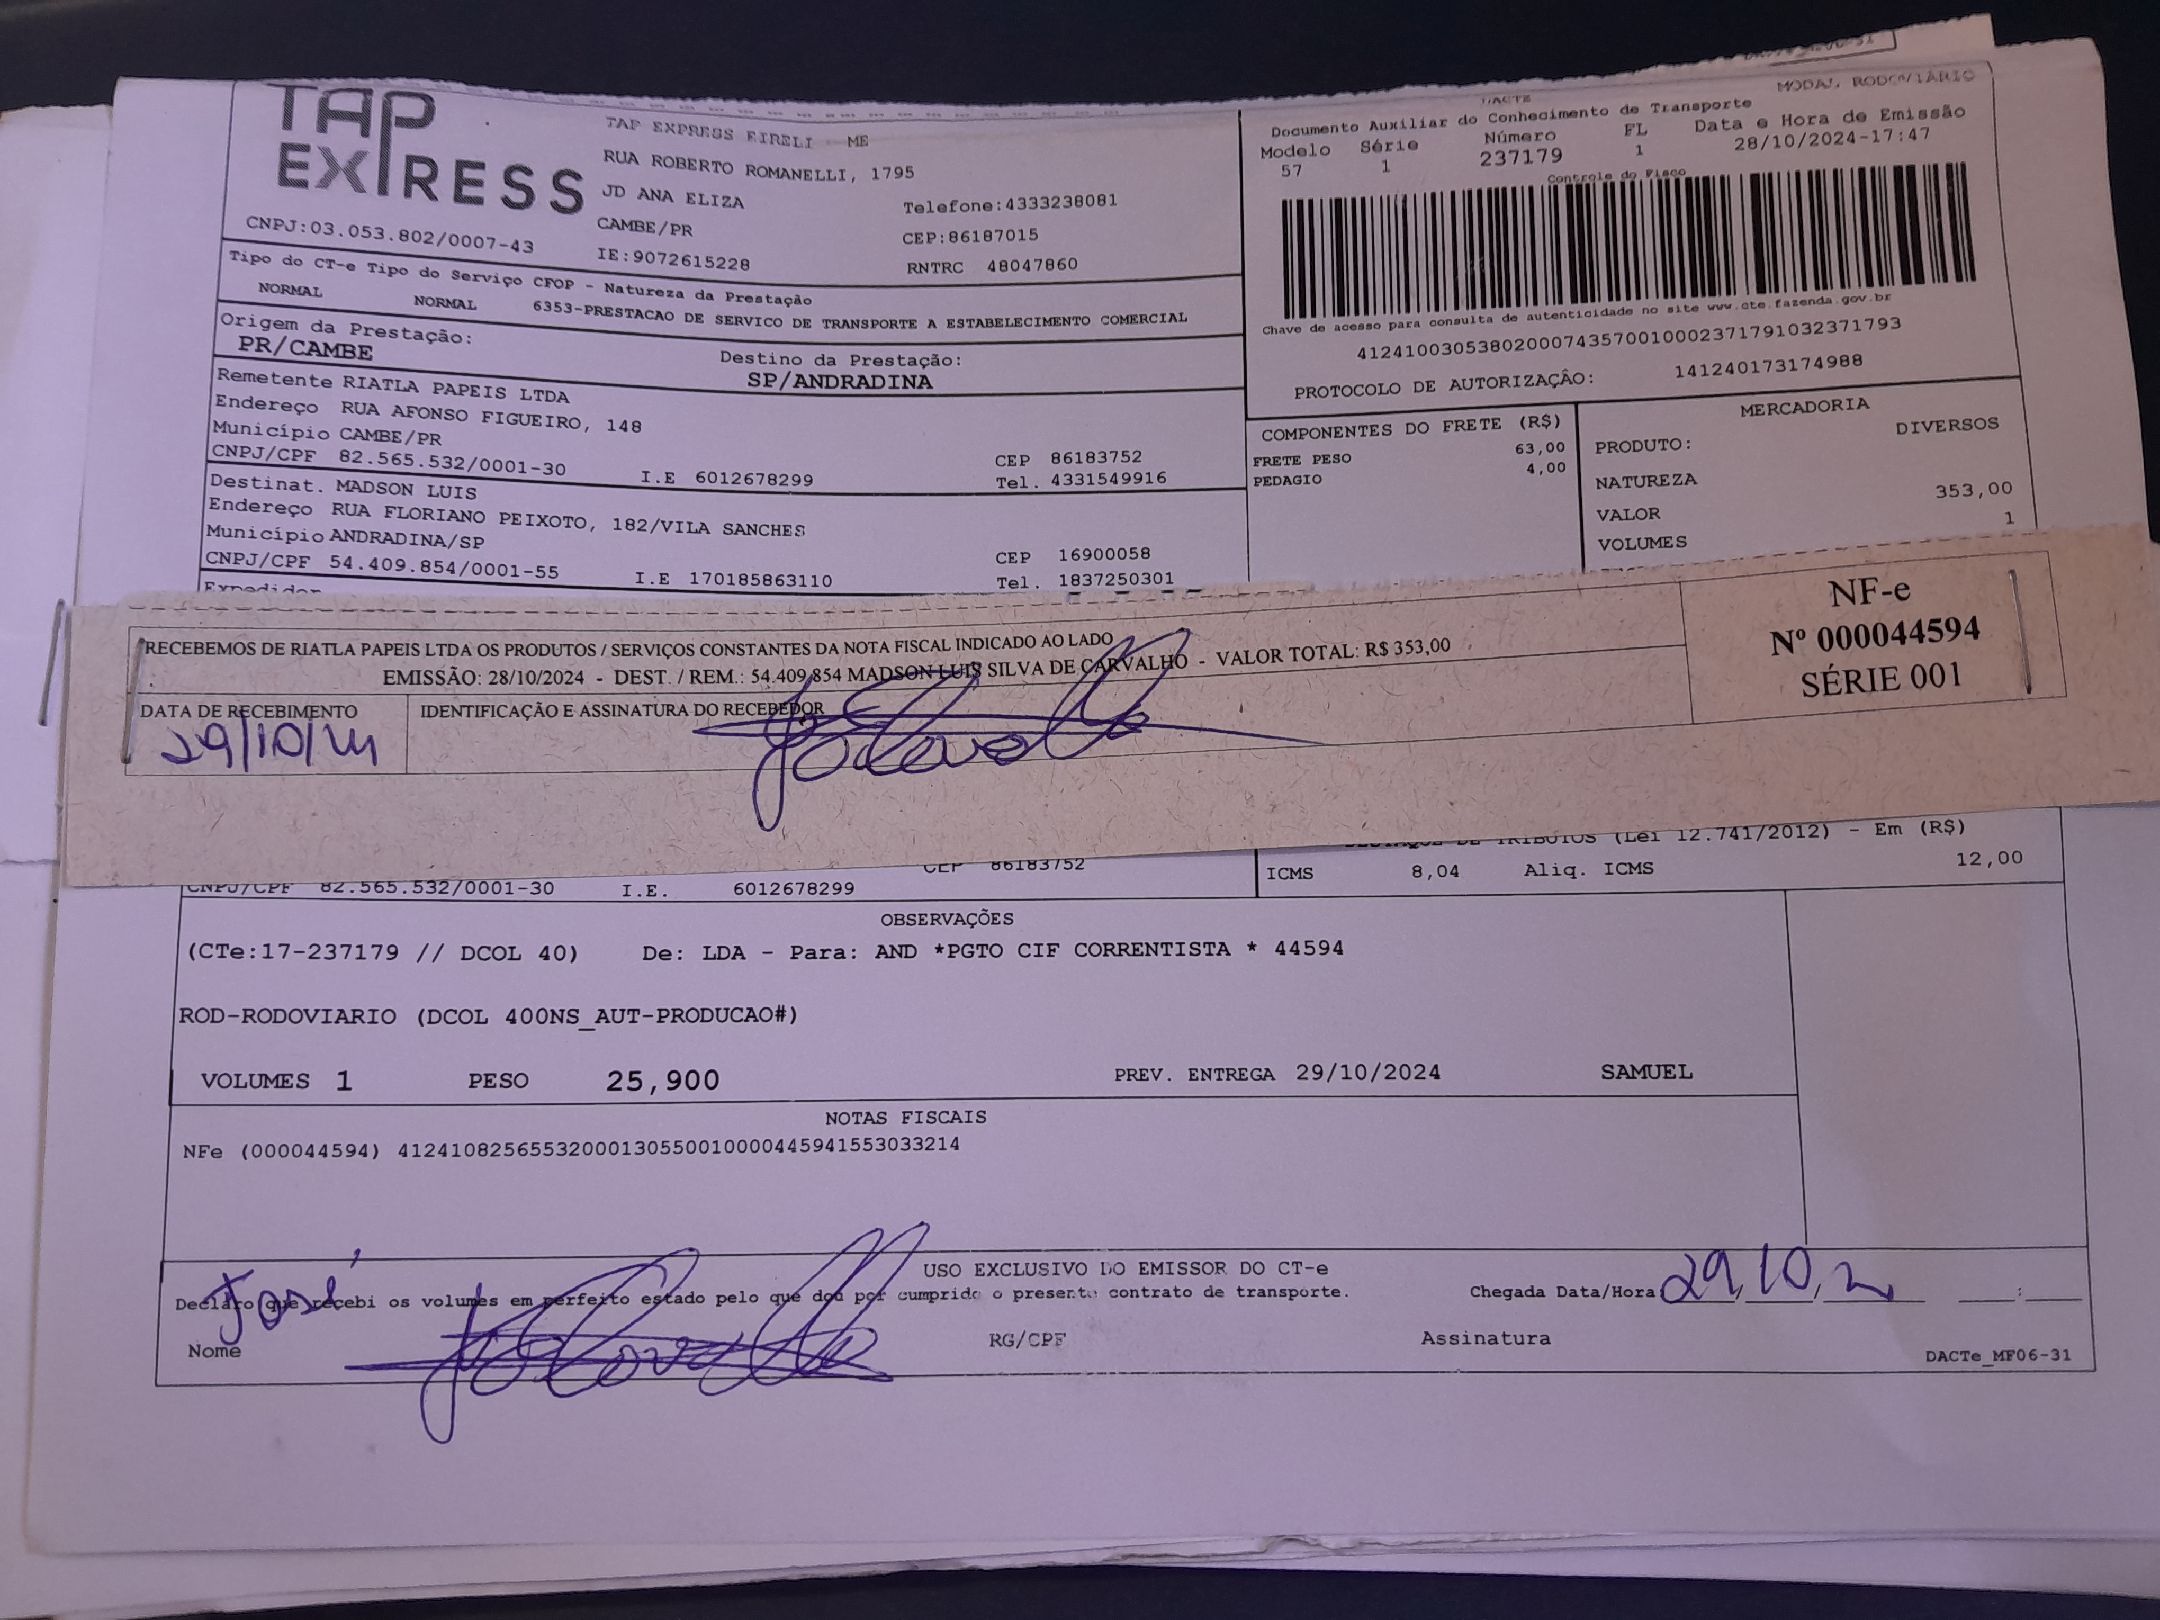 TAP
EXPRESS
CNPJ:03.053.802/0007-43
TAP EXPRESS EIRELI - ME
RUA ROBERTO ROMANELLI, 1795
JD ANA ELIZA
CAMBE/PR
IE:9072615228
Telefone:4333238081
CEP:86187015
RNTRC 48047860
DACTE
MODAL RODOVIÁRIO
Documento Auxiliar do Conhecimento de Transporte
Modelo Série Número FL Data e Hora de Emissão
57 1 237179 1 28/10/2024-17:47
Controle do Fisco
Chave de acesso para consulta de autenticidade no site www.cte.fazenda.gov.br
41241003053802000743570010002371791032371793
PROTOCOLO DE AUTORIZAÇÃO: 141240173174988
Tipo do CT-e Tipo do Serviço CFOP - Natureza da Prestação
NORMAL NORMAL 6353-PRESTACAO DE SERVICO DE TRANSPORTE A ESTABELECIMENTO COMERCIAL
Origem da Prestação:
PR/CAMBE
Destino da Prestação:
SP/ANDRADINA
Remetente RIATLA PAPEIS LTDA
Endereço RUA AFONSO FIGUEIRO, 148
Município CAMBE/PR
CEP 86183752
CNPJ/CPF 82.565.532/0001-30 I.E 6012678299 Tel. 4331549916
Destinat. MADSON LUIS
Endereço RUA FLORIANO PEIXOTO, 182/VILA SANCHES
Município ANDRADINA/SP
CEP 16900058
CNPJ/CPF 54.409.854/0001-55 I.E 170185863110 Tel. 1837250301
Expedidor
COMPONENTES DO FRETE (R$)
FRETE PESO 63,00
PEDAGIO 4,00
MERCADORIA
PRODUTO: DIVERSOS
NATUREZA
VALOR 353,00
VOLUMES 1
RECEBEMOS DE RIATLA PAPEIS LTDA OS PRODUTOS / SERVIÇOS CONSTANTES DA NOTA FISCAL INDICADO AO LADO
EMISSÃO: 28/10/2024 - DEST. / REM.: 54.409.854 MADSON LUIS SILVA DE CARVALHO - VALOR TOTAL: R$ 353,00
DATA DE RECEBIMENTO
29/10/24
IDENTIFICAÇÃO E ASSINATURA DO RECEBEDOR
NF-e
Nº 000044594
SÉRIE 001
DE TRIBUTOS (Lei 12.741/2012) - Em (R$)
ICMS 8,04 Aliq. ICMS 12,00
CEP 86183752
CNPJ/CPF 82.565.532/0001-30 I.E. 6012678299
OBSERVAÇÕES
(CTe:17-237179 // DCOL 40) De: LDA - Para: AND *PGTO CIF CORRENTISTA * 44594
ROD-RODOVIARIO (DCOL 400NS_AUT-PRODUCAO#)
VOLUMES 1 PESO 25,900 PREV. ENTREGA 29/10/2024 SAMUEL
NOTAS FISCAIS
NFe (000044594) 41241082565532000130550010000445941553033214
USO EXCLUSIVO DO EMISSOR DO CT-e
Declaro que recebi os volumes em perfeito estado pelo que dou por cumprido o presente contrato de transporte.
Chegada Data/Hora 29/10/2
José
Nome RG/CPF Assinatura
DACTe_MF06-31